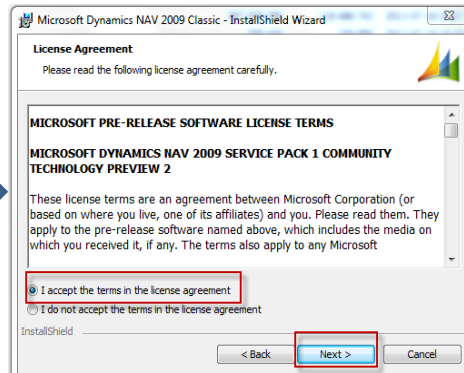 Microsoft Dynamics NAV 2009 Classic - InstallShield Wizard
License Agreement
Please read the following license agreement carefully.
MICROSOFT PRE-RELEASE SOFTWARE LICENSE TERMS
MICROSOFT DYNAMICS NAV 2009 SERVICE PACK 1 COMMUNITY
TECHNOLOGY PREVIEW 2
These license terms are an agreement between Microsoft Corporation (or
based on where you live, one of its affiliates) and you. Please read them. They
apply to the pre-release software named above, which includes the media on
which you received it, if any. The terms also apply to any Microsoft
I accept the terms in the license agreement
I do not accept the terms in the license agreement
InstallShield
< Back Next > Cancel